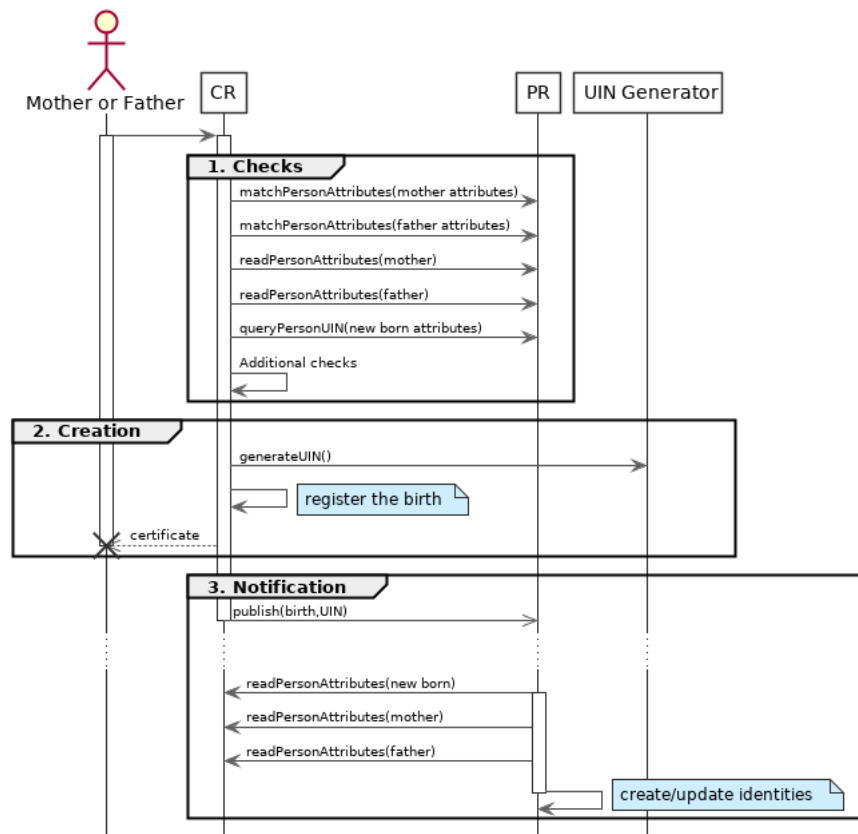 Mother or Father
CR
PR
UIN Generator
1. Checks
matchPersonAttributes(mother attributes)
matchPersonAttributes(father attributes)
readPersonAttributes(mother)
readPersonAttributes(father)
queryPersonUIN(new born attributes)
Additional checks
2. Creation
generateUIN()
register the birth
certificate
3. Notification
publish(birth,UIN)
readPersonAttributes(new born)
readPersonAttributes(mother)
readPersonAttributes(father)
create/update identities